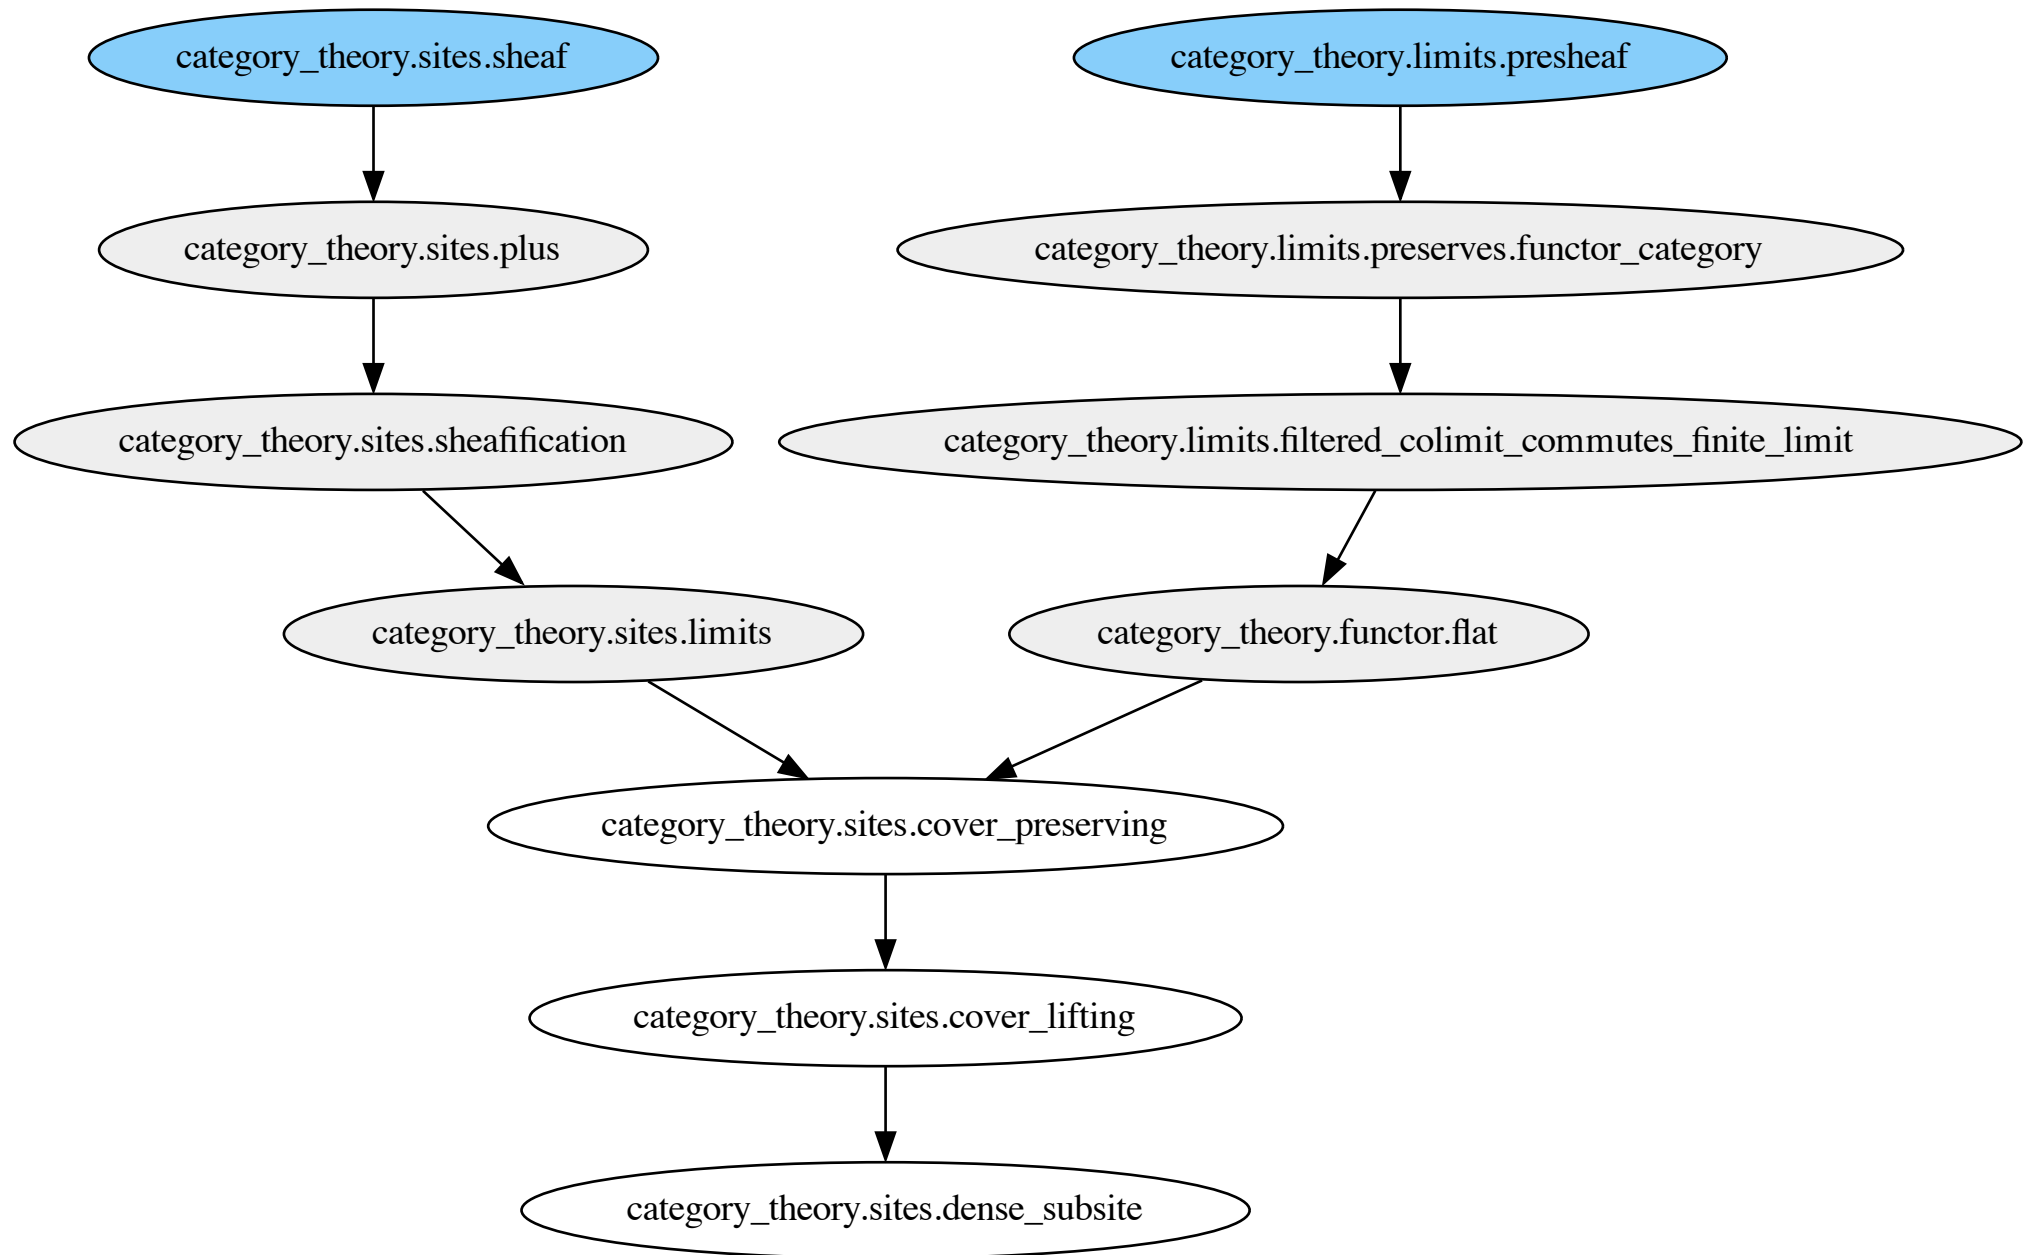 category_theory.sites.sheaf
category_theory.limits.presheaf
category_theory.sites.plus
category_theory.limits.preserves.functor_category
category_theory.sites.sheafification
category_theory.limits.filtered_colimit_commutes_finite_limit
category_theory.sites.limits
category_theory.functor.flat
category_theory.sites.cover_preserving
category_theory.sites.cover_lifting
category_theory.sites.dense_subsite